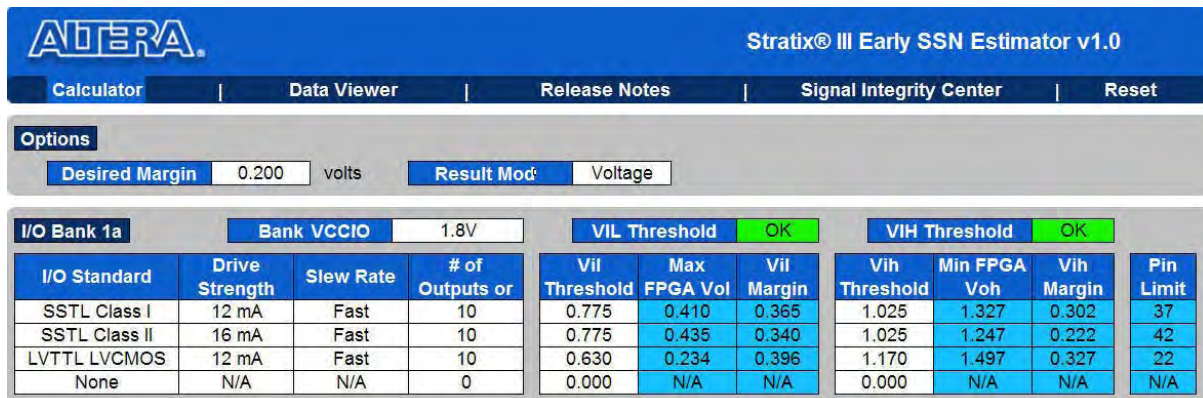 ALTERA®
Stratix® III Early SSN Estimator v1.0
Calculator | Data Viewer | Release Notes | Signal Integrity Center | Reset
Options
Desired Margin 0.200 volts Result Mod Voltage
I/O Bank 1a Bank VCCIO 1.8V VIL Threshold OK VIH Threshold OK
I/O Standard Drive Strength Slew Rate # of Outputs or Vil Threshold Max FPGA Vol Vil Margin Vih Threshold Min FPGA Voh Vih Margin Pin Limit
SSTL Class I 12 mA Fast 10 0.775 0.410 0.365 1.025 1.327 0.302 37
SSTL Class II 16 mA Fast 10 0.775 0.435 0.340 1.025 1.247 0.222 42
LVTTL LVCMOS 12 mA Fast 10 0.630 0.234 0.396 1.170 1.497 0.327 22
None N/A N/A 0 0.000 N/A N/A 0.000 N/A N/A N/A